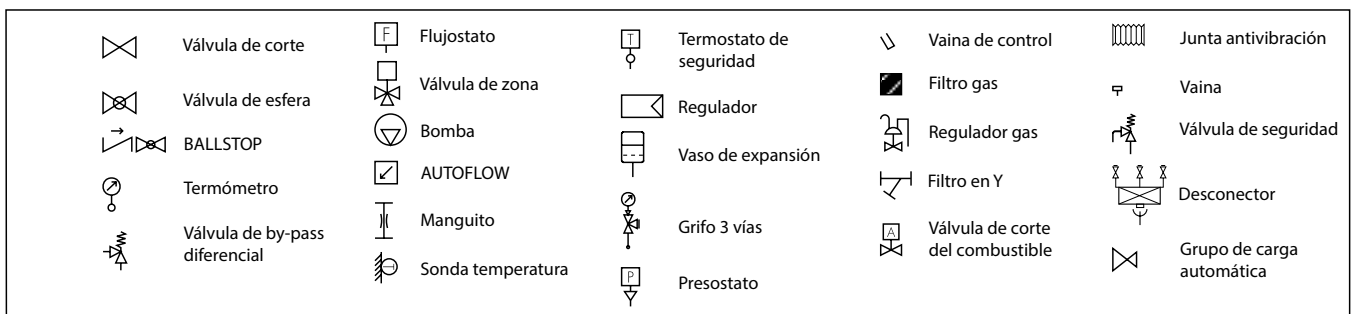 Válvula de corte
Válvula de esfera
BALLSTOP
Termómetro
Válvula de by-pass
diferencial
F
Flujostato
Válvula de zona
Bomba
AUTOFLOW
Manguito
T
Sonda temperatura
T
Termostato de
seguridad
Regulador
Vaso de expansión
Grifo 3 vías
P
Presostato
Vaina de control
Filtro gas
Regulador gas
Filtro en Y
A
Válvula de corte
del combustible
Junta antivibración
Vaina
Válvula de seguridad
Desconector
Grupo de carga
automática